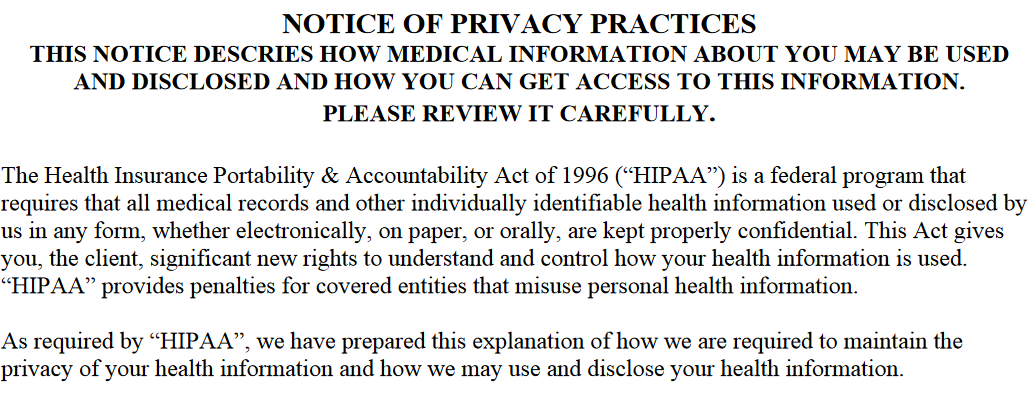 NOTICE OF PRIVACY PRACTICES
THIS NOTICE DESCRIES HOW MEDICAL INFORMATION ABOUT YOU MAY BE USED
AND DISCLOSED AND HOW YOU CAN GET ACCESS TO THIS INFORMATION.
PLEASE REVIEW IT CAREFULLY.
The Health Insurance Portability & Accountability Act of 1996 (“HIPAA”) is a federal program that
requires that all medical records and other individually identifiable health information used or disclosed by
us in any form, whether electronically, on paper, or orally, are kept properly confidential. This Act gives
you, the client, significant new rights to understand and control how your health information is used.
“HIPAA” provides penalties for covered entities that misuse personal health information.
As required by “HIPAA”, we have prepared this explanation of how we are required to maintain the
privacy of your health information and how we may use and disclose your health information.